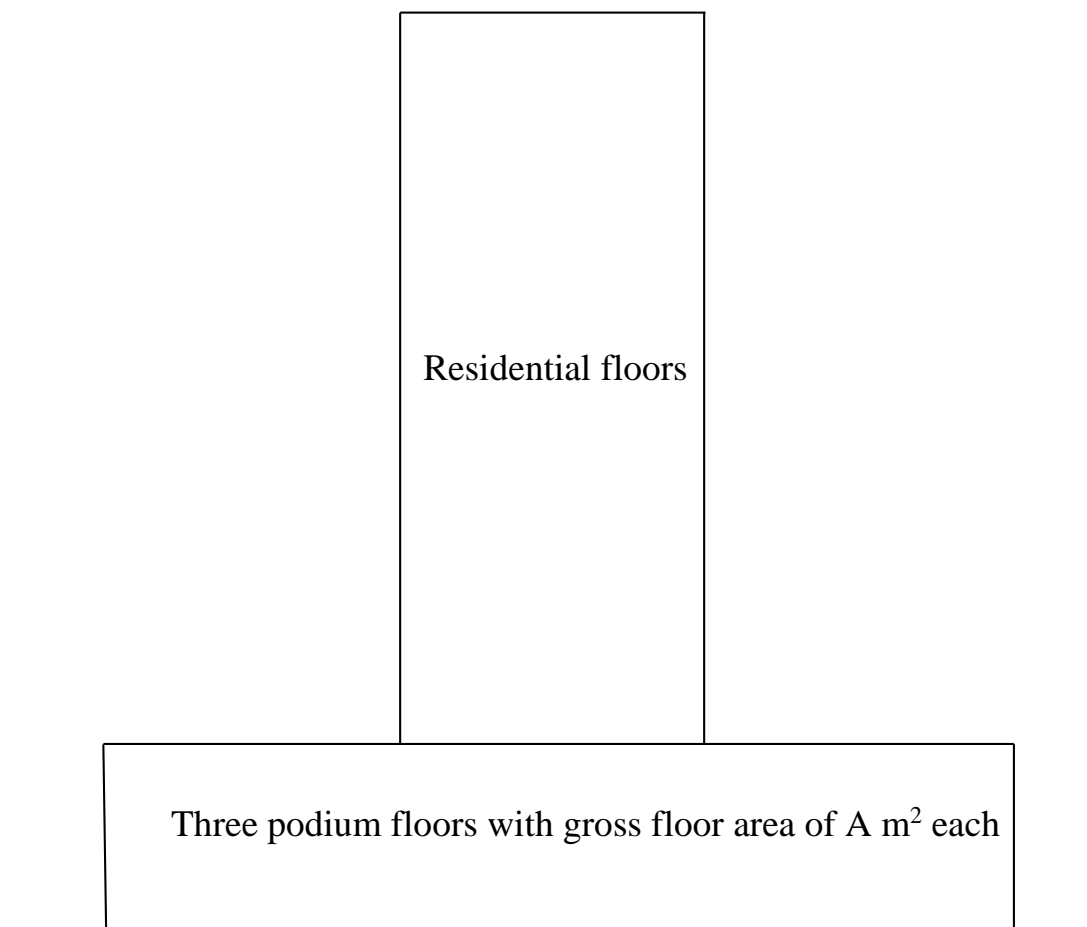 Residential floors
Three podium floors with gross floor area of A m² each